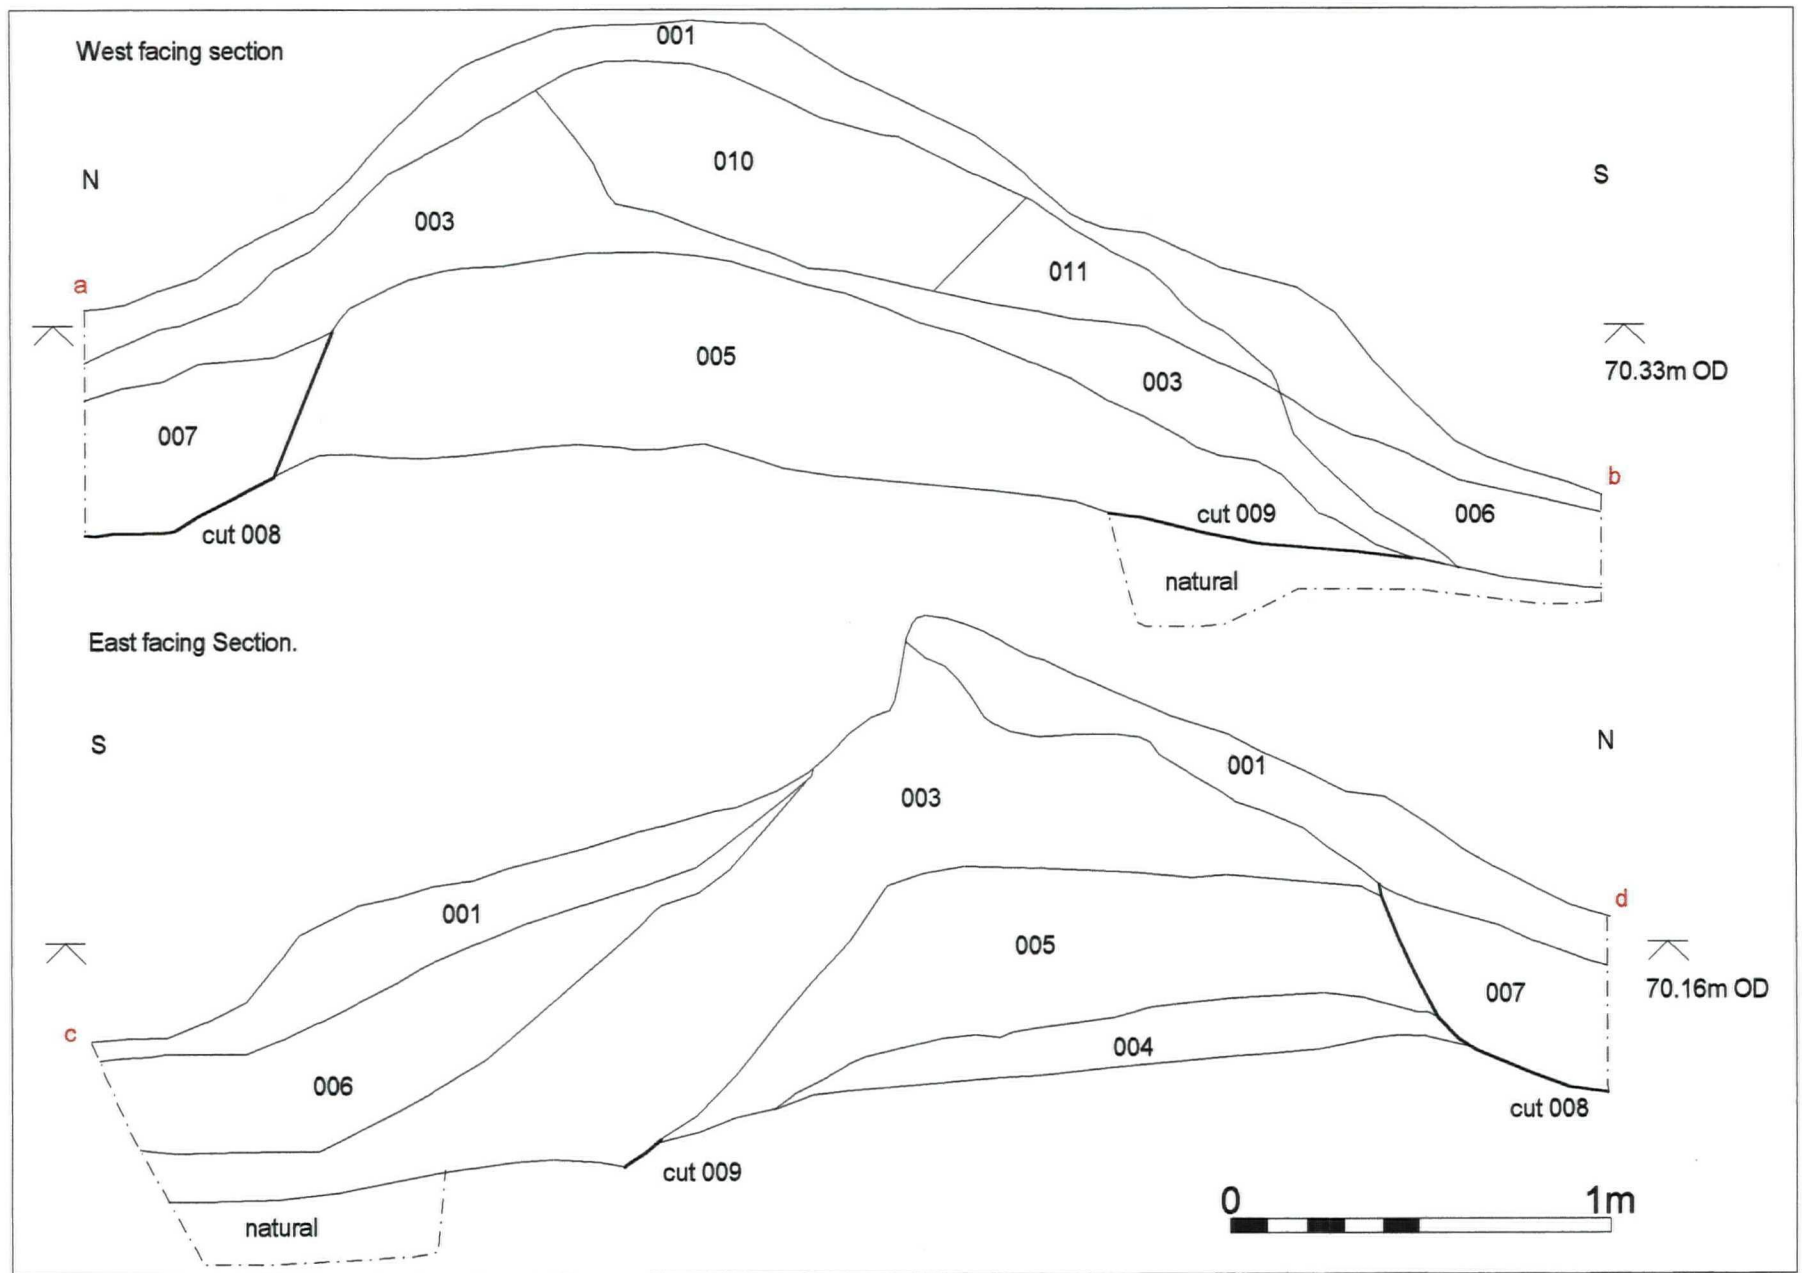 West facing section
001
010
N
S
003
011
a
005
003
70.33m OD
007
b
cut 008
cut 009
006
natural
East facing Section.
S
N
001
003
d
001
005
007
70.16m OD
c
004
006
cut 008
cut 009
0 1m
natural